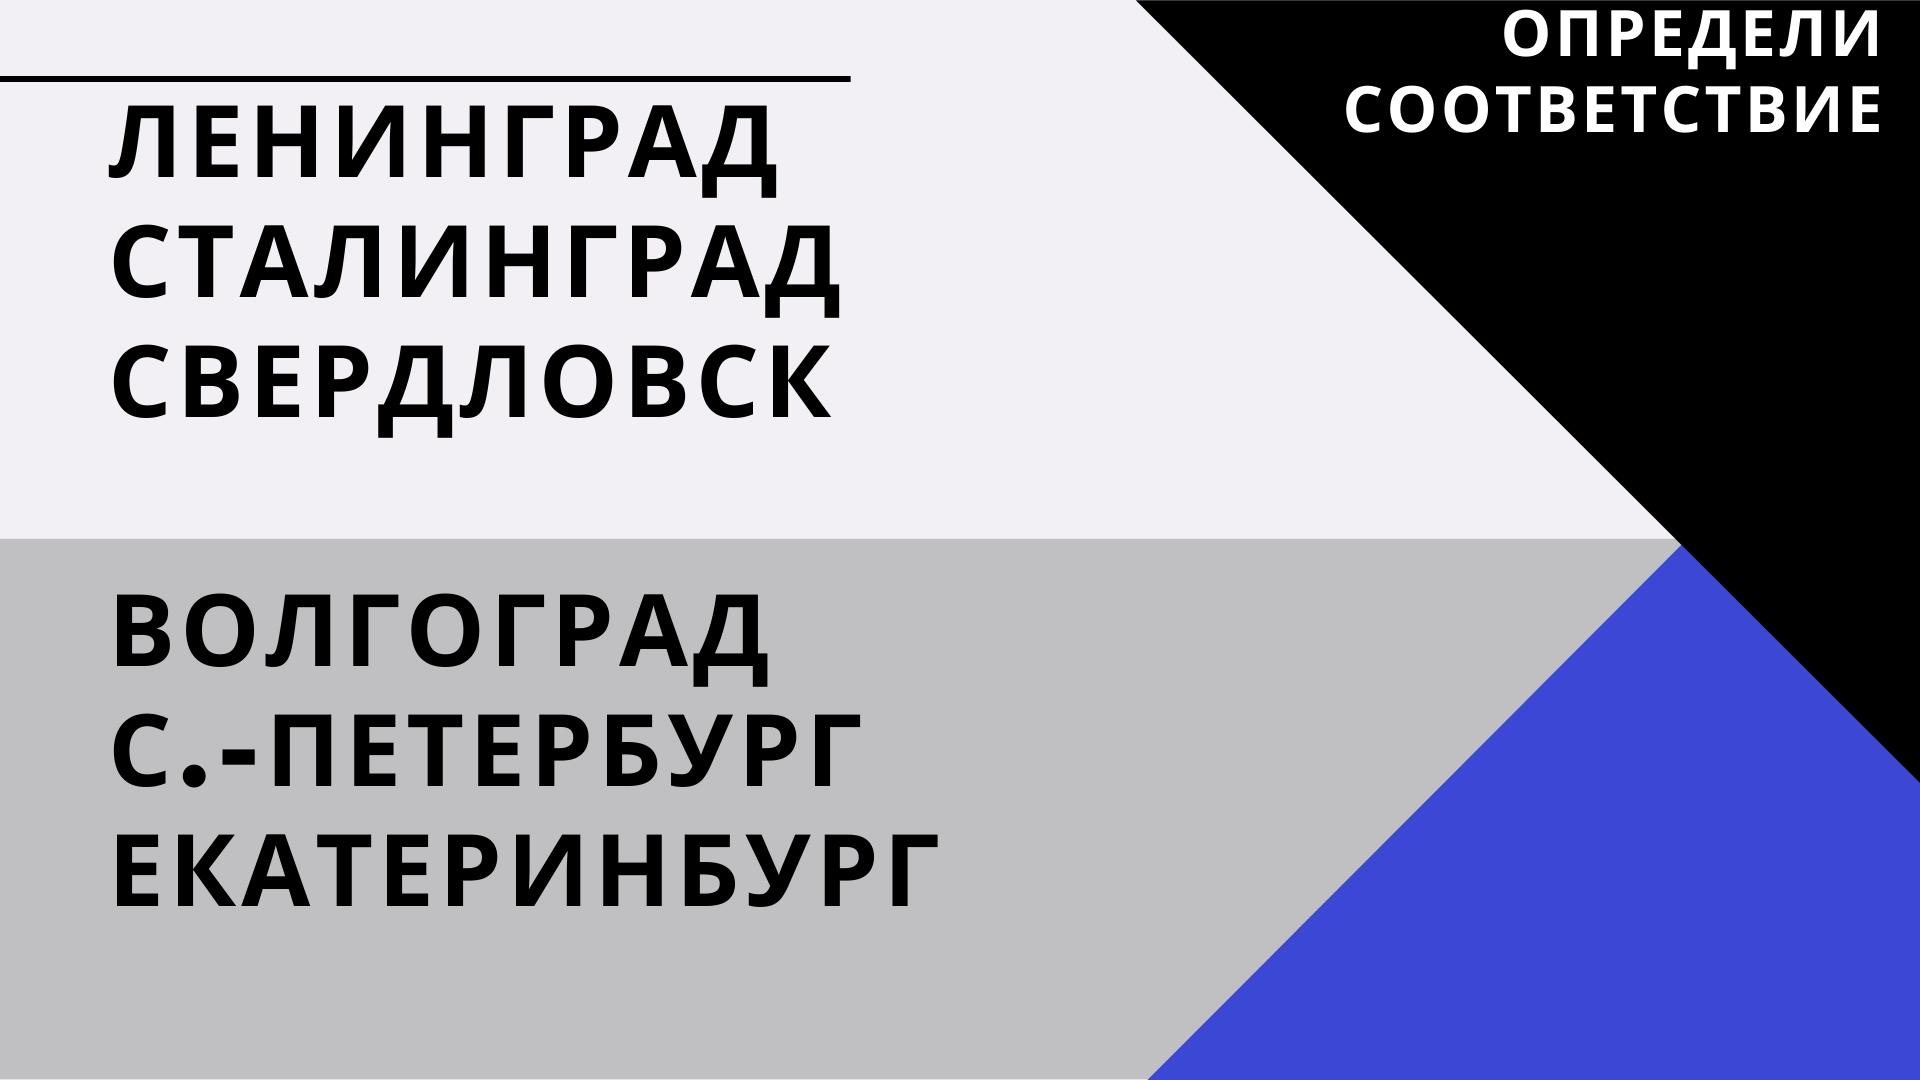 ОПРЕДЕЛИ
СООТВЕТСТВИЕ
ЛЕНИНГРАД
СТАЛИНГРАД
СВЕРДЛОВСК
ВОЛГОГРАД
С.-ПЕТЕРБУРГ
ЕКАТЕРИНБУРГ